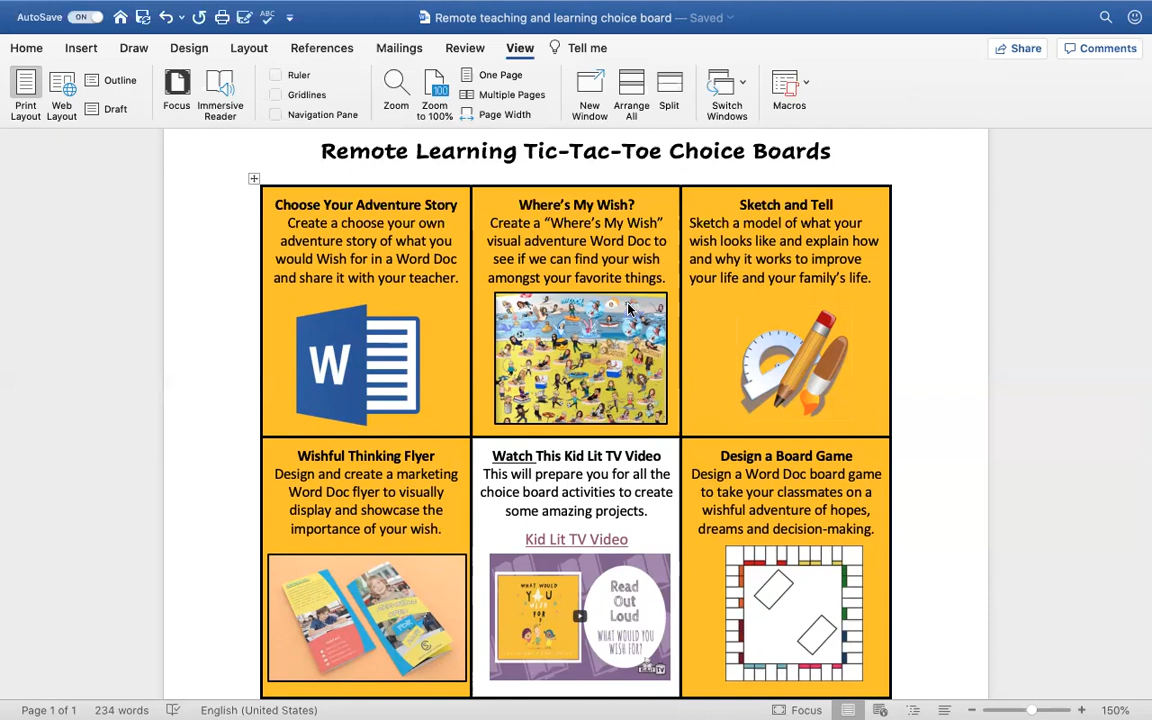 AutoSave ON
Remote teaching and learning choice board — Saved
Home Insert Draw Design Layout References Mailings Review View Tell me Share Comments
Print Layout
Web Layout
Outline
Draft
Focus
Immersive Reader
Ruler
Gridlines
Navigation Pane
Zoom
Zoom to 100%
100
One Page
Multiple Pages
Page Width
New Window
Arrange All
Split
Switch Windows
Macros
Remote Learning Tic-Tac-Toe Choice Boards
Choose Your Adventure Story
Create a choose your own
adventure story of what you
would Wish for in a Word Doc
and share it with your teacher.
W
Where's My Wish?
Create a “Where's My Wish”
visual adventure Word Doc to
see if we can find your wish
amongst your favorite things.
Sketch and Tell
Sketch a model of what your
wish looks like and explain how
and why it works to improve
your life and your family's life.
Wishful Thinking Flyer
Design and create a marketing
Word Doc flyer to visually
display and showcase the
importance of your wish.
Watch This Kid Lit TV Video
This will prepare you for all the
choice board activities to create
some amazing projects.
Kid Lit TV Video
WHAT WOULD
YOU
WISH
FOR
?
Read
Out
Loud
WHAT WOULD YOU
WISH FOR?
Design a Board Game
Design a Word Doc board game
to take your classmates on a
wishful adventure of hopes,
dreams and decision-making.
Page 1 of 1 234 words English (United States) Focus 150%